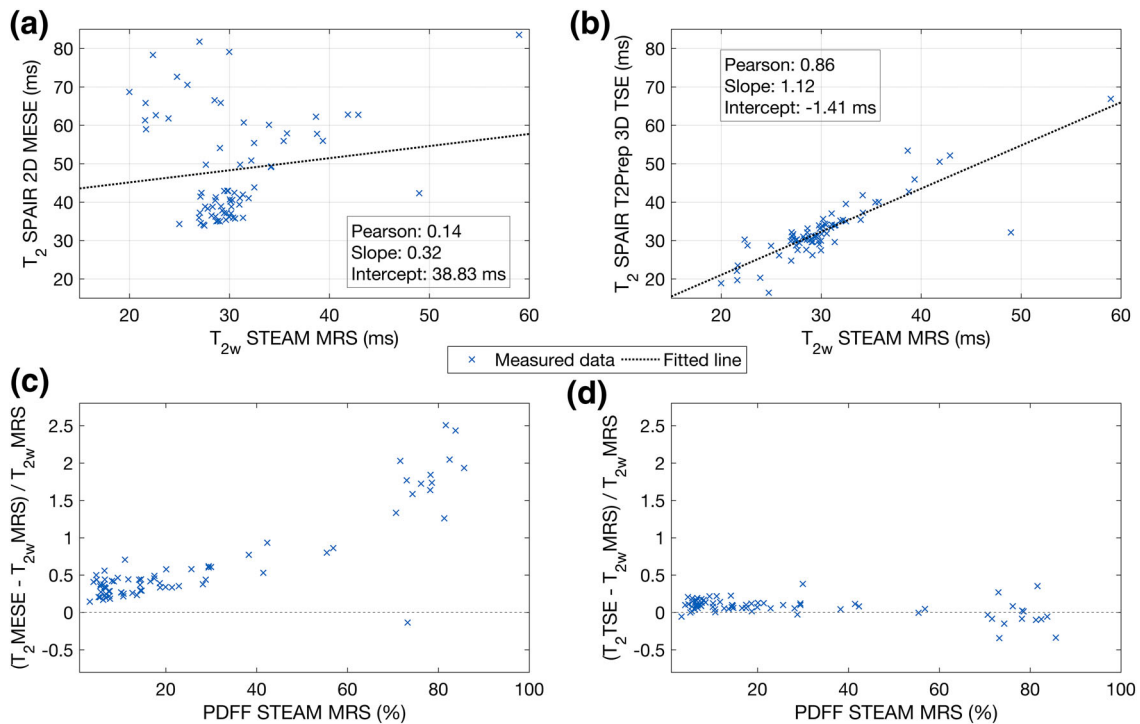 (a)
T2 SPAIR 2D MESE (ms)
80
70
60
50
40
30
20
Pearson: 0.14
Slope: 0.32
Intercept: 38.83 ms
20 30 40 50 60
T2w STEAM MRS (ms)
(b)
T2 SPAIR T2Prep 3D TSE (ms)
80
70
60
50
40
30
20
Pearson: 0.86
Slope: 1.12
Intercept: -1.41 ms
20 30 40 50 60
T2w STEAM MRS (ms)
Measured data Fitted line
(c)
(T2MESE - T2wMRS) / T2wMRS
2.5
2
1.5
1
0.5
0
-0.5
20 40 60 80 100
PDFF STEAM MRS (%)
(d)
(T2TSE - T2wMRS) / T2wMRS
2.5
2
1.5
1
0.5
0
-0.5
20 40 60 80 100
PDFF STEAM MRS (%)